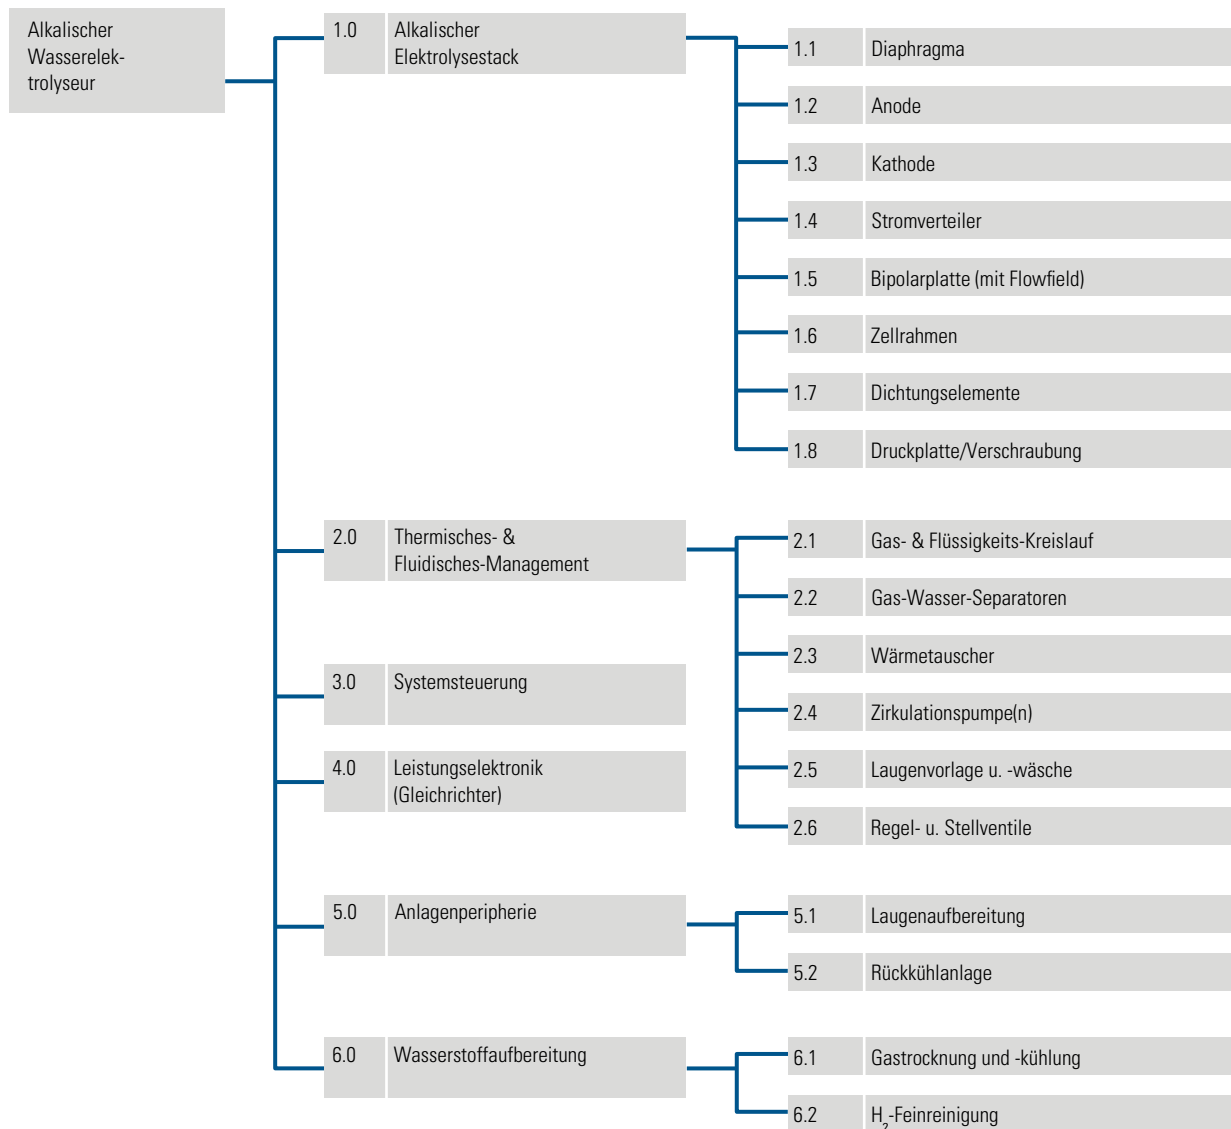 Alkalischer
Wasserelek-
trolyseur
1.0 Alkalischer
Elektrolysestack
1.1 Diaphragma
1.2 Anode
1.3 Kathode
1.4 Stromverteiler
1.5 Bipolarplatte (mit Flowfield)
1.6 Zellrahmen
1.7 Dichtungselemente
1.8 Druckplatte/Verschraubung
2.0 Thermisches- &
Fluidisches-Management
2.1 Gas- & Flüssigkeits-Kreislauf
2.2 Gas-Wasser-Separatoren
2.3 Wärmetauscher
2.4 Zirkulationspumpe(n)
2.5 Laugenvorlage u. -wäsche
2.6 Regel- u. Stellventile
3.0 Systemsteuerung
4.0 Leistungselektronik
(Gleichrichter)
5.0 Anlagenperipherie
5.1 Laugenaufbereitung
5.2 Rückkühlanlage
6.0 Wasserstoffaufbereitung
6.1 Gastrocknung und -kühlung
6.2 H₂-Feinreinigung